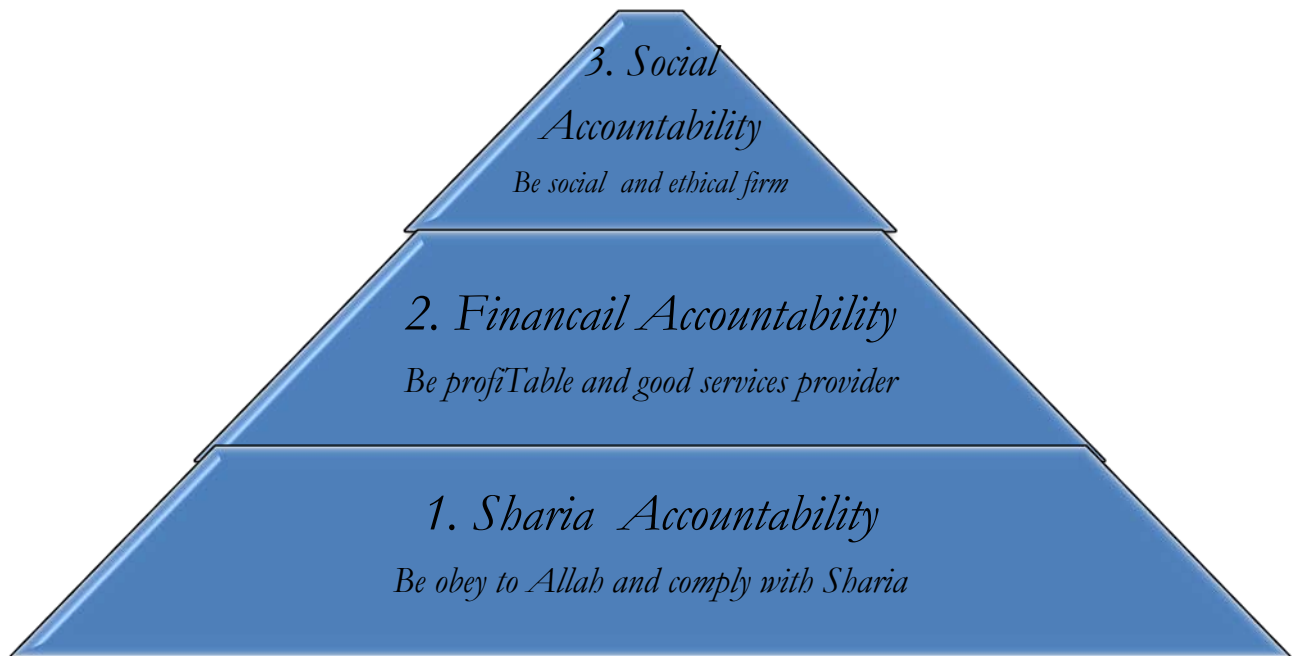 3. Social
Accountability
Be social and ethical firm
2. Financail Accountability
Be profiTable and good services provider
1. Sharia Accountability
Be obey to Allah and comply with Sharia